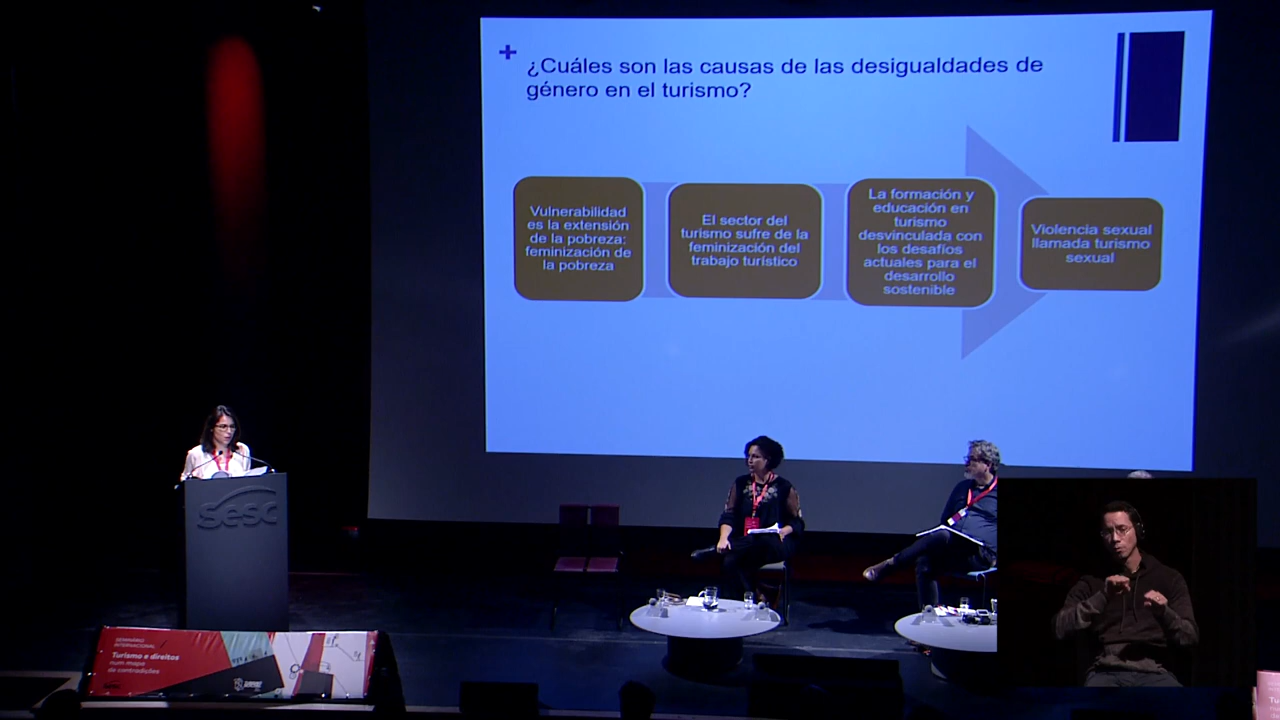 +
¿Cuáles son las causas de las desigualdades de
género en el turismo?
Vulnerabilidad
es la extensión
de la pobreza:
feminización de
la pobreza
El sector del
turismo sufre de la
feminización del
trabajo turístico
La formación y
educación en
turismo
desvinculada con
los desafíos
actuales para el
desarrollo
sostenible
Violencia sexual
llamada turismo
sexual
sesc
SEMINÁRIO
INTERNACIONAL
Turismo e direitos
num mapa
de contradições